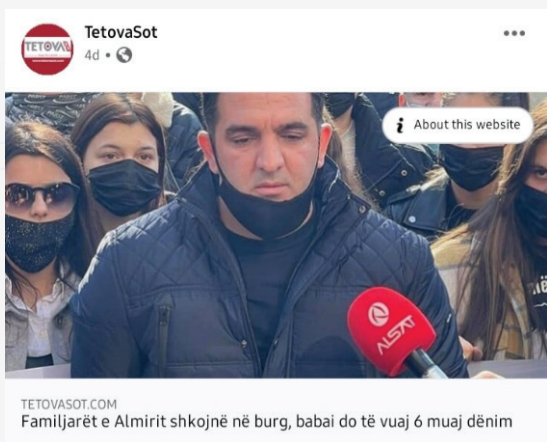 TetovaSot
TETOVA
4d
About this website
ALSAT
TETOVASOT.COM
Familjarët e Almirit shkojnë në burg, babai do të vuaj 6 muaj dënim